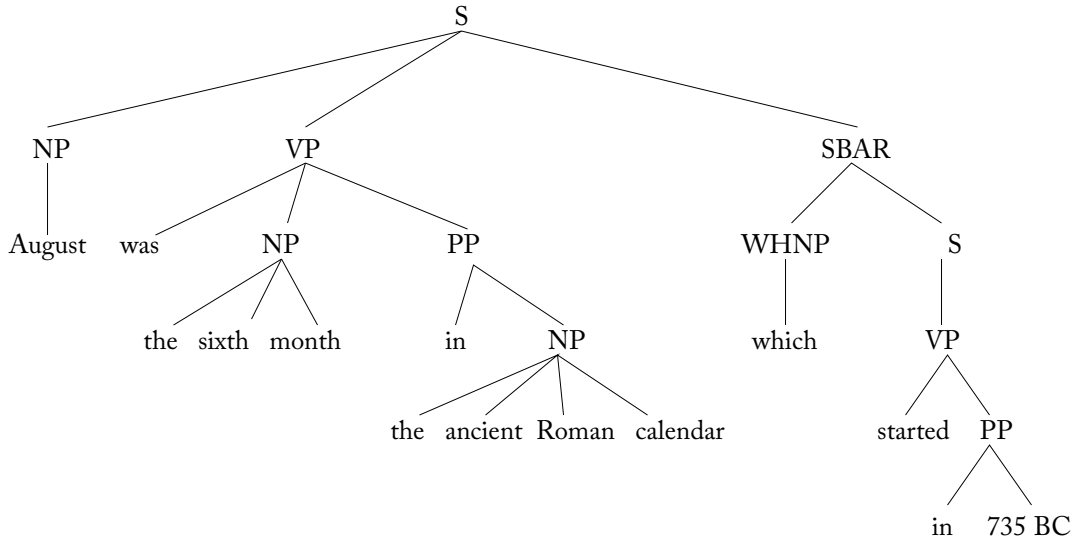 S
NP VP SBAR
August was NP PP WHNP S
the sixth month in NP which VP
the ancient Roman calendar started PP
in 735 BC